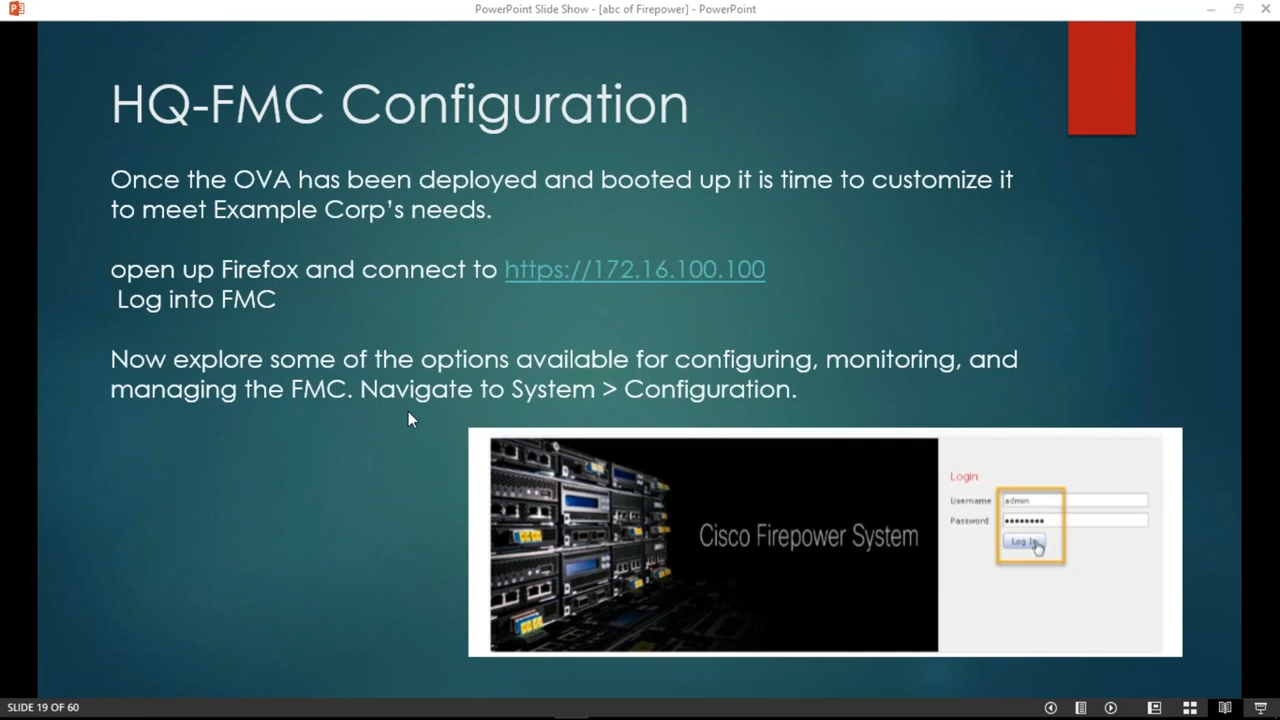 PowerPoint Slide Show - [abc of Firepower] - PowerPoint
HQ-FMC Configuration
Once the OVA has been deployed and booted up it is time to customize it
to meet Example Corp's needs.
open up Firefox and connect to https://172.16.100.100
Log into FMC
Now explore some of the options available for configuring, monitoring, and
managing the FMC. Navigate to System > Configuration.
Cisco Firepower System
Login
Username admin
Password ••••••••
Log In
SLIDE 19 OF 60